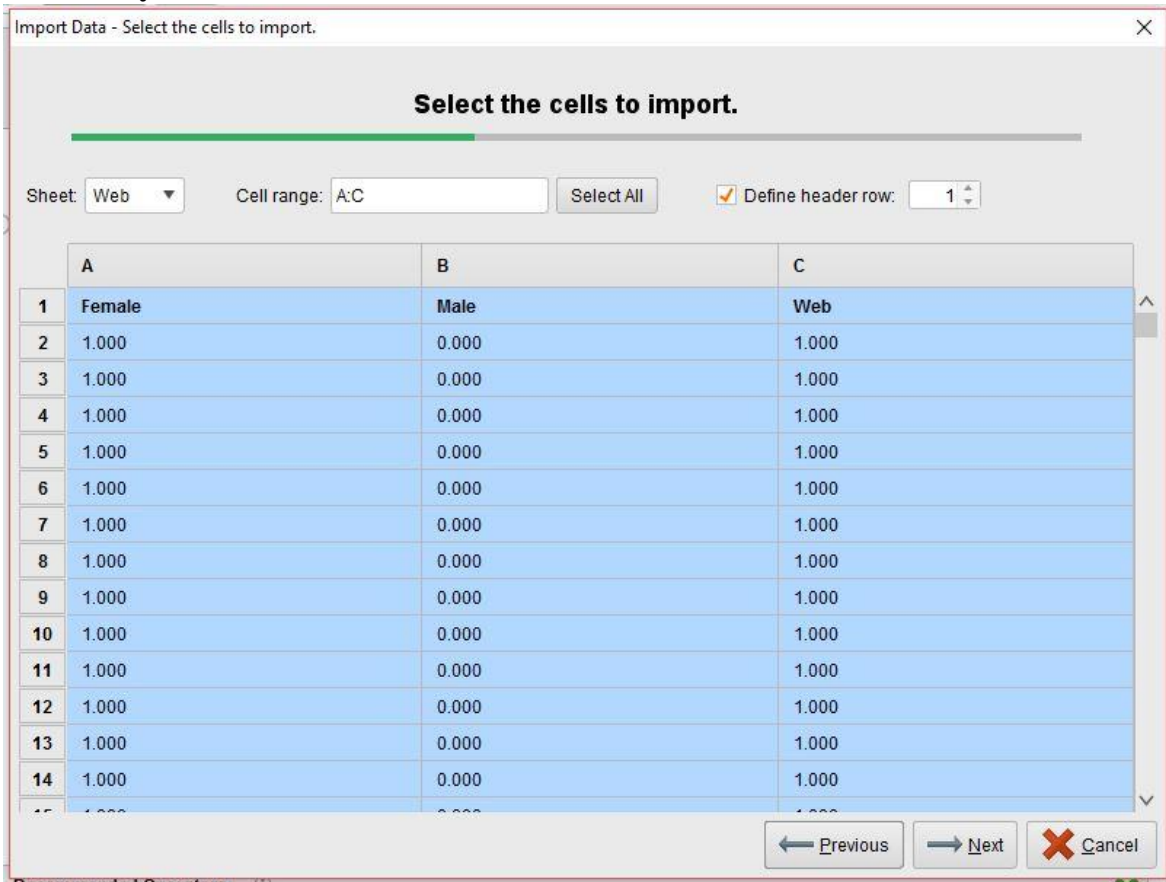 Import Data - Select the cells to import.
Select the cells to import.
Sheet: Web Cell range: A:C Select All Define header row: 1
A B C
1 Female Male Web
2 1.000 0.000 1.000
3 1.000 0.000 1.000
4 1.000 0.000 1.000
5 1.000 0.000 1.000
6 1.000 0.000 1.000
7 1.000 0.000 1.000
8 1.000 0.000 1.000
9 1.000 0.000 1.000
10 1.000 0.000 1.000
11 1.000 0.000 1.000
12 1.000 0.000 1.000
13 1.000 0.000 1.000
14 1.000 0.000 1.000
Previous Next Cancel